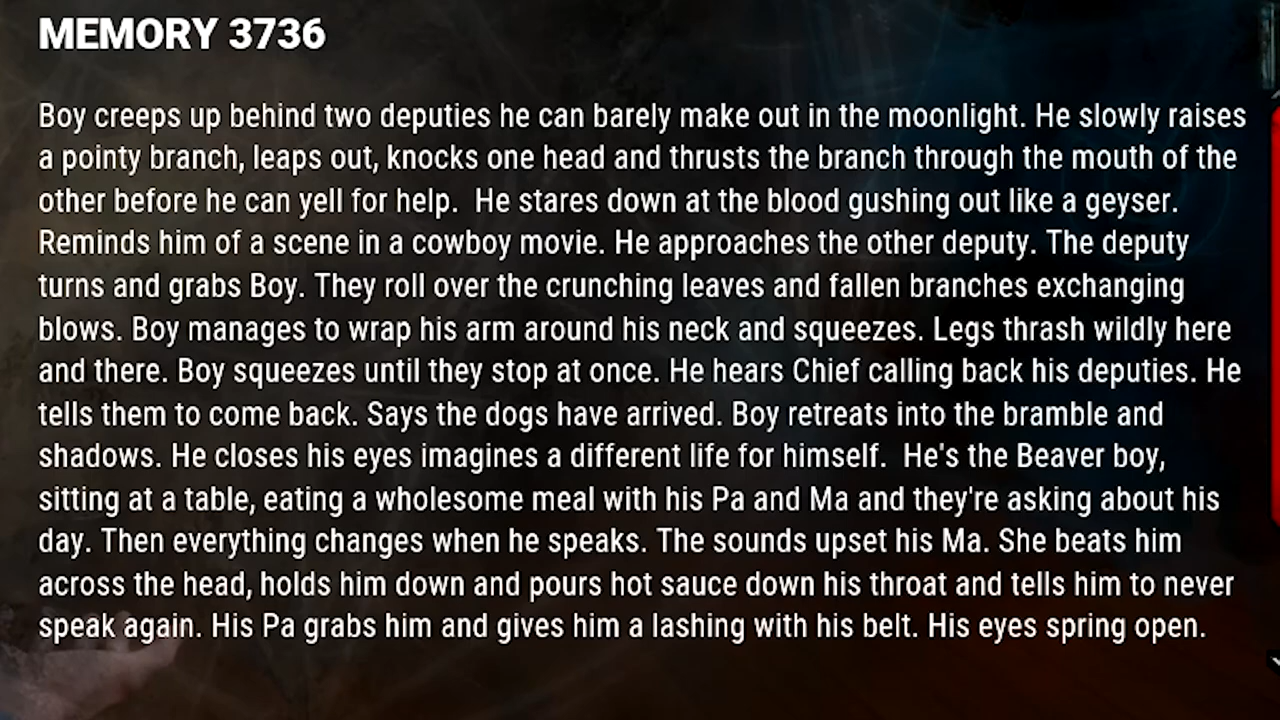 MEMORY 3736
Boy creeps up behind two deputies he can barely make out in the moonlight. He slowly raises
a pointy branch, leaps out, knocks one head and thrusts the branch through the mouth of the
other before he can yell for help.  He stares down at the blood gushing out like a geyser.
Reminds him of a scene in a cowboy movie. He approaches the other deputy. The deputy
turns and grabs Boy. They roll over the crunching leaves and fallen branches exchanging
blows. Boy manages to wrap his arm around his neck and squeezes. Legs thrash wildly here
and there. Boy squeezes until they stop at once. He hears Chief calling back his deputies. He
tells them to come back. Says the dogs have arrived. Boy retreats into the bramble and
shadows. He closes his eyes imagines a different life for himself.  He's the Beaver boy,
sitting at a table, eating a wholesome meal with his Pa and Ma and they're asking about his
day. Then everything changes when he speaks. The sounds upset his Ma. She beats him
across the head, holds him down and pours hot sauce down his throat and tells him to never
speak again. His Pa grabs him and gives him a lashing with his belt. His eyes spring open.